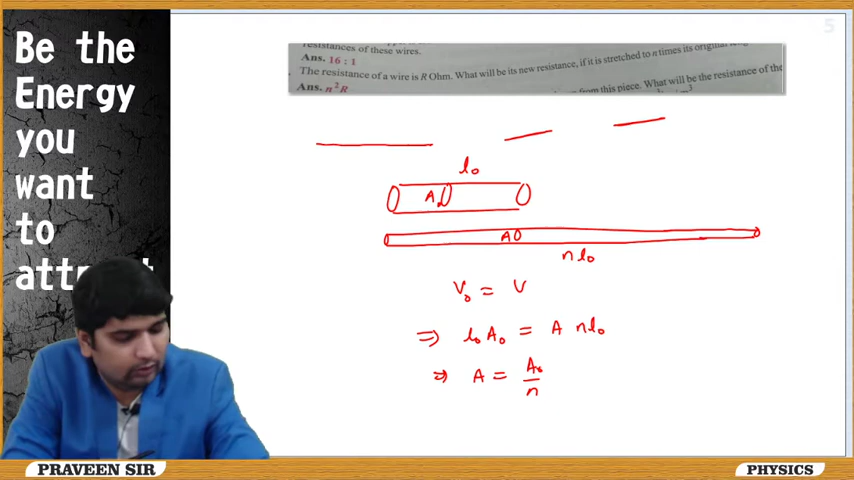 Be the
Energy
you
want
to
5
resistances of these wires.
Ans. 16 : 1
The resistance of a wire is R Ohm. What will be its new resistance, if it is stretched to n times its original
Ans. n²R
from this piece. What will be the resistance of the
l₀
A₀
A
nl₀
V₀ = V
⇒ l₀ A₀ = A nl₀
⇒ A = A₀/n
PRAVEEN SIR
PHYSICS